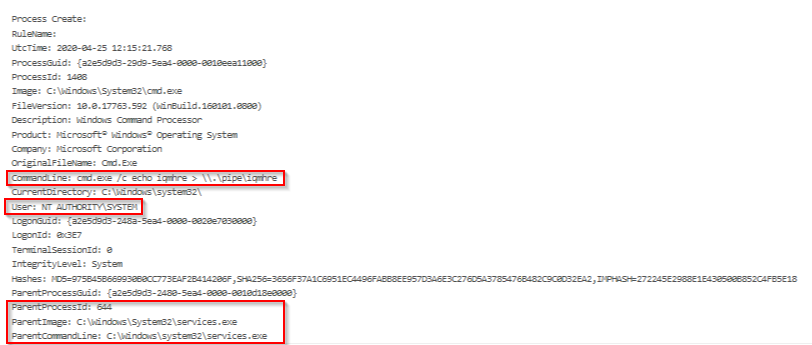 Process Create:
RuleName:
UtcTime: 2020-04-25 12:15:21.768
ProcessGuid: {a2e5d9d3-29d9-5ea4-0000-0010eea11000}
ProcessId: 1408
Image: C:\Windows\System32\cmd.exe
FileVersion: 10.0.17763.592 (WinBuild.160101.0800)
Description: Windows Command Processor
Product: Microsoft® Windows® Operating System
Company: Microsoft Corporation
OriginalFileName: Cmd.Exe
CommandLine: cmd.exe /c echo iqmhre > \\.\pipe\iqmhre
CurrentDirectory: C:\Windows\system32\
User: NT AUTHORITY\SYSTEM
LogonGuid: {a2e5d9d3-248a-5ea4-0000-0020e7030000}
LogonId: 0x3E7
TerminalSessionId: 0
IntegrityLevel: System
Hashes: MD5=975B45B669930B0CC773EAF2B414206F,SHA256=3656F37A1C6951EC4496FABB8EE957D3A6E3C276D5A3785476B482C9C0D32EA2,IMPHASH=272245E2988E1E430500B852C4FB5E18
ParentProcessGuid: {a2e5d9d3-2480-5ea4-0000-0010d18e0000}
ParentProcessId: 644
ParentImage: C:\Windows\System32\services.exe
ParentCommandLine: C:\Windows\system32\services.exe